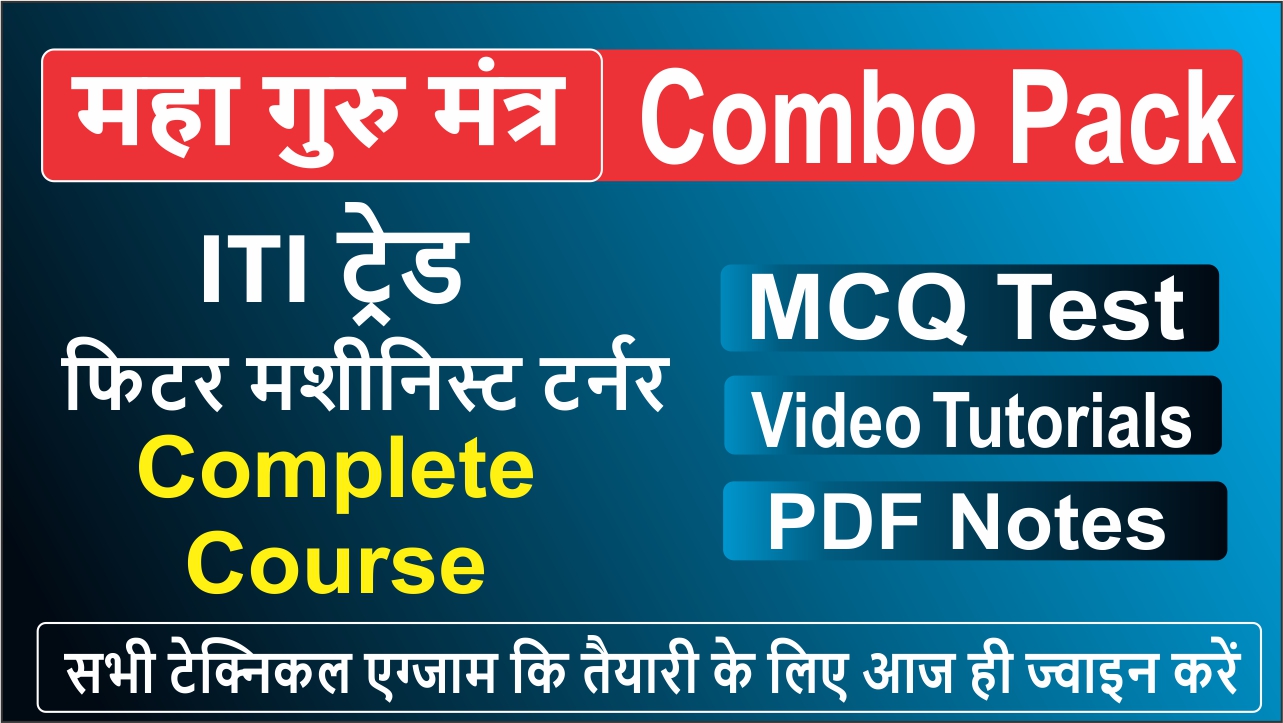 महा गुरु मंत्र Combo Pack
ITI ट्रेड
फिटर मशीनिस्ट टर्नर
Complete
Course
MCQ Test
Video Tutorials
PDF Notes
सभी टेक्निकल एग्जाम कि तैयारी के लिए आज ही ज्वाइन करें